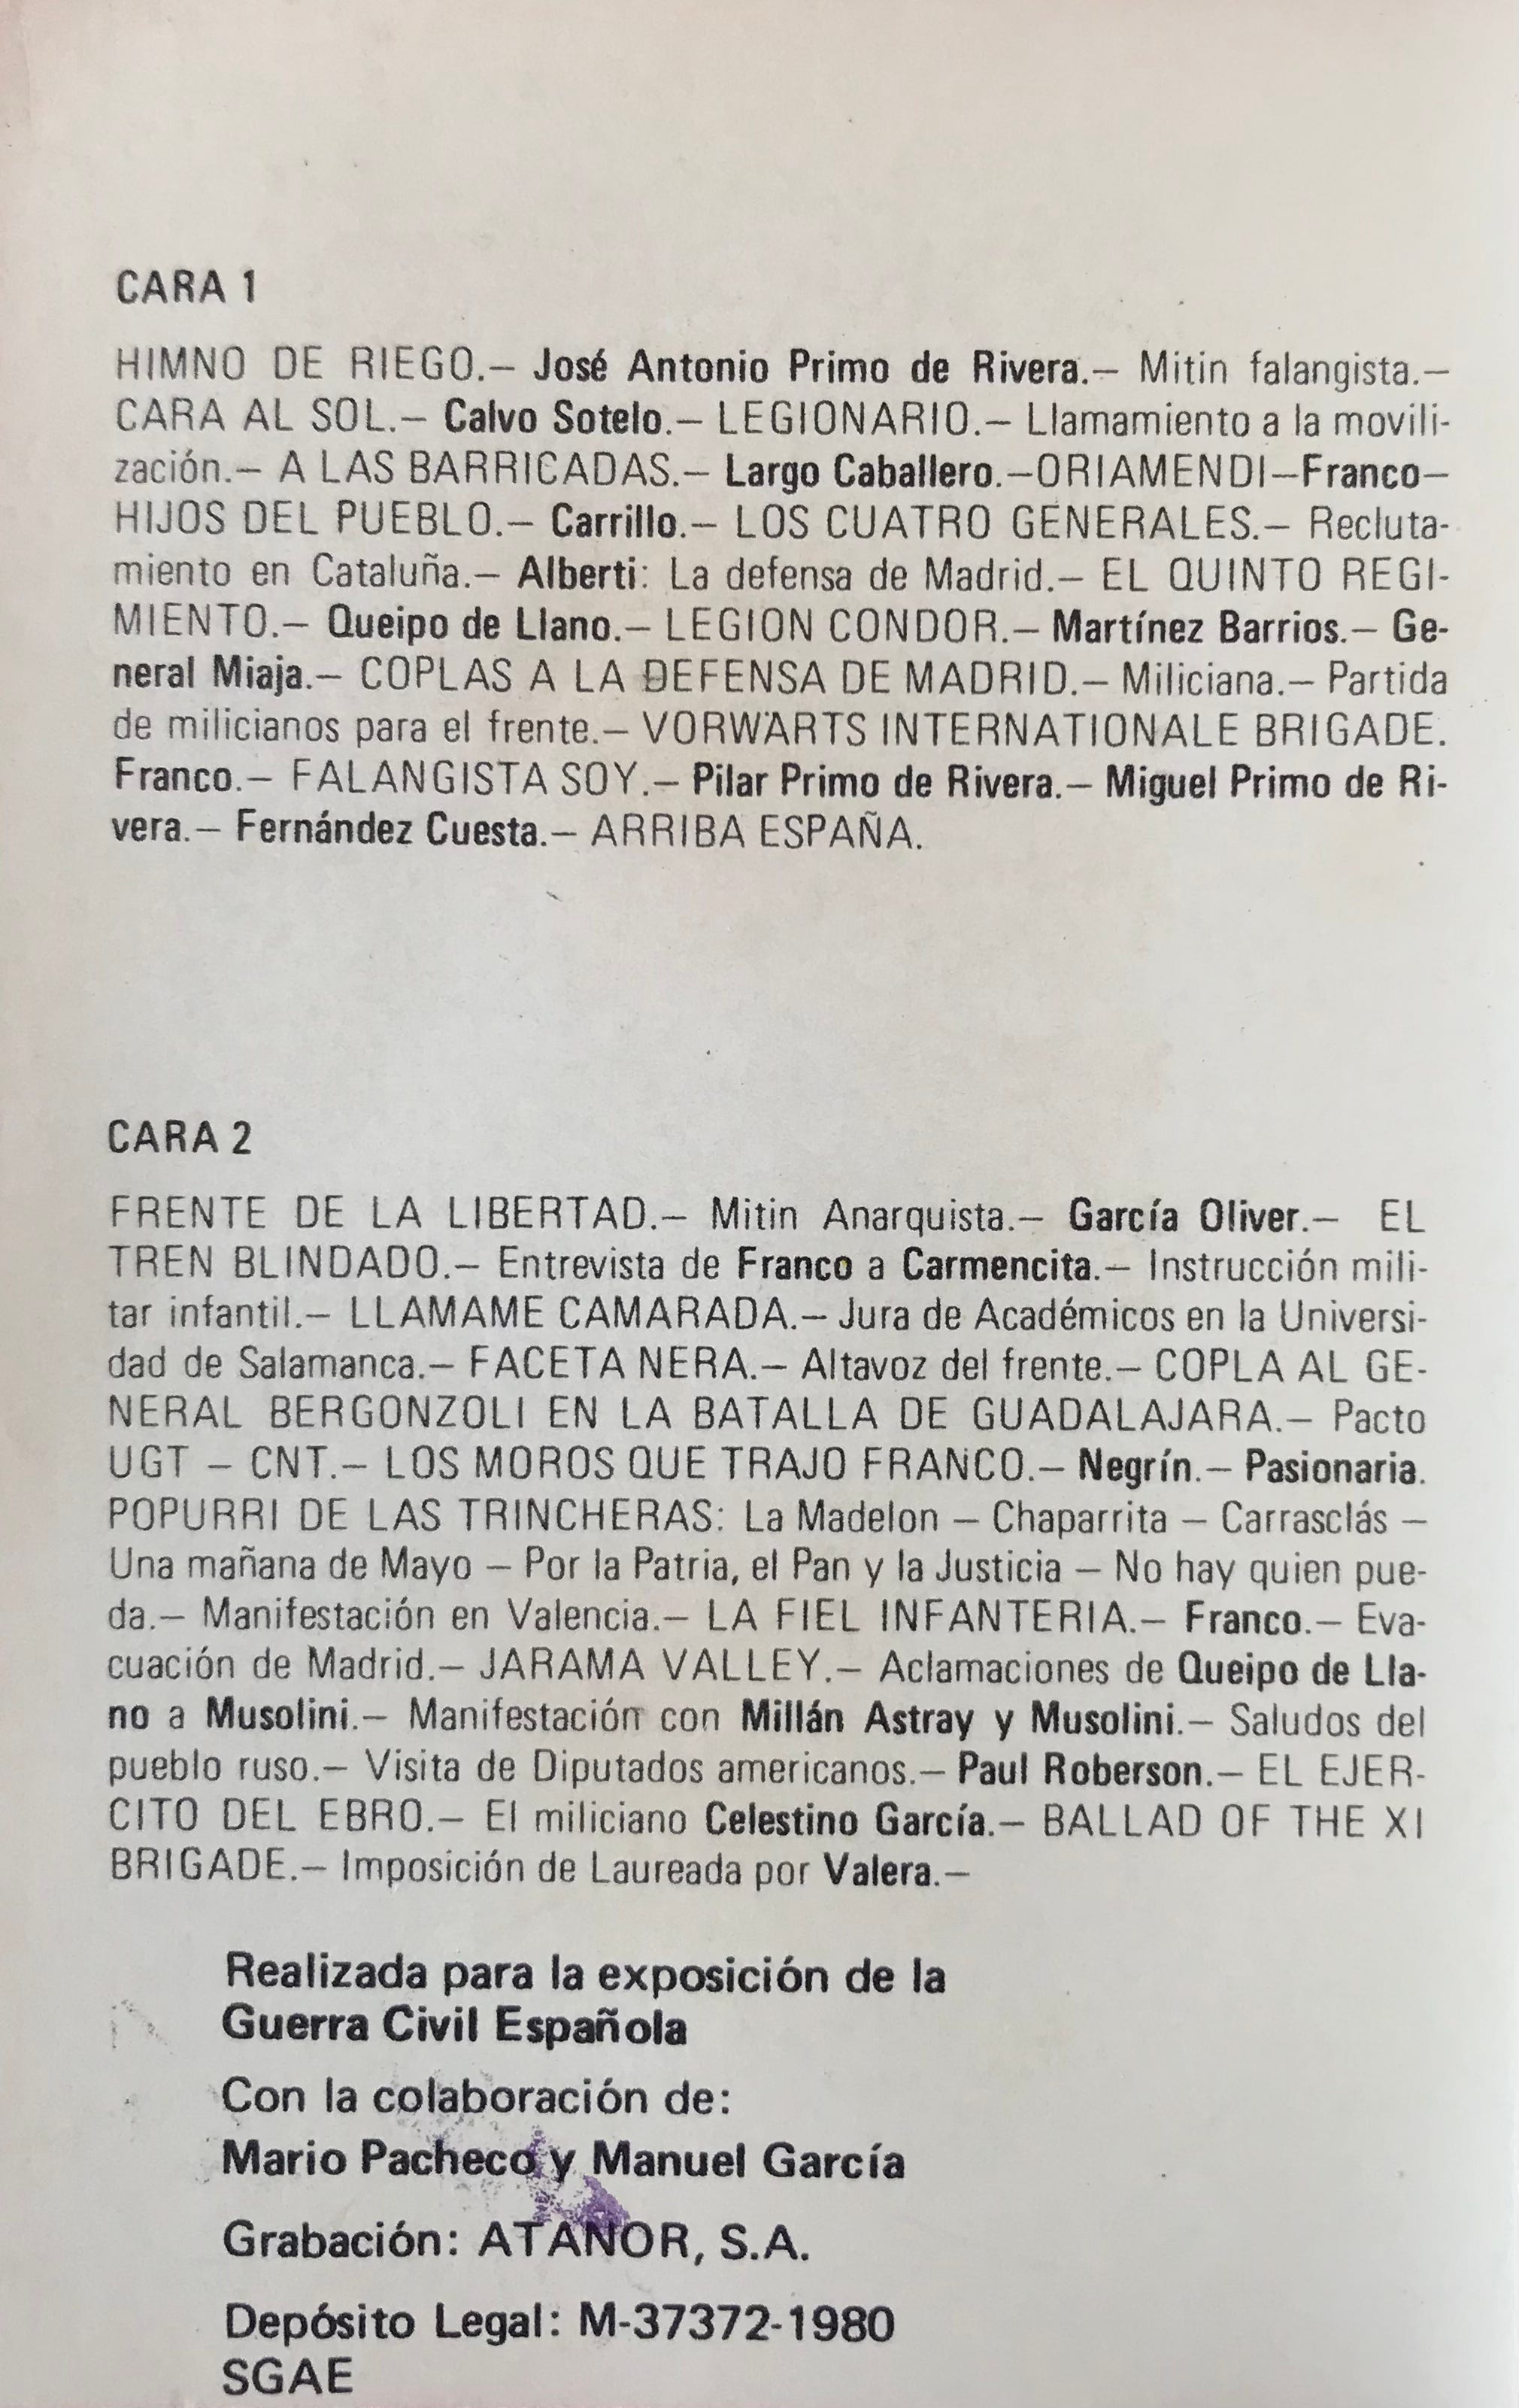 CARA 1
HIMNO DE RIEGO.— José Antonio Primo de Rivera.— Mitin falangista.—
CARA AL SOL.— Calvo Sotelo.— LEGIONARIO.— Llamamiento a la movili-
zación.— A LAS BARRICADAS.— Largo Caballero.—ORIAMENDI—Franco—
HIJOS DEL PUEBLO.— Carrillo.— LOS CUATRO GENERALES.— Recluta-
miento en Cataluña.— Alberti: La defensa de Madrid.— EL QUINTO REGI-
MIENTO.— Queipo de Llano.— LEGION CONDOR.— Martínez Barrios.— Ge-
neral Miaja.— COPLAS A LA DEFENSA DE MADRID.— Miliciana.— Partida
de milicianos para el frente.— VORWÄRTS INTERNATIONALE BRIGADE.
Franco.— FALANGISTA SOY.— Pilar Primo de Rivera.— Miguel Primo de Ri-
vera.— Fernández Cuesta.— ARRIBA ESPAÑA.
CARA 2
FRENTE DE LA LIBERTAD.— Mitin Anarquista.— García Oliver.— EL
TREN BLINDADO.— Entrevista de Franco a Carmencita.— Instrucción mili-
tar infantil.— LLAMAME CAMARADA.— Jura de Académicos en la Universi-
dad de Salamanca.— FACETA NERA.— Altavoz del frente.— COPLA AL GE-
NERAL BERGONZOLI EN LA BATALLA DE GUADALAJARA.— Pacto
UGT — CNT.— LOS MOROS QUE TRAJO FRANCO.— Negrín.— Pasionaria.
POPURRI DE LAS TRINCHERAS: La Madelon — Chaparrita — Carrasclás —
Una mañana de Mayo — Por la Patria, el Pan y la Justicia — No hay quien pue-
da.— Manifestación en Valencia.— LA FIEL INFANTERIA.— Franco.— Eva-
cuación de Madrid.— JARAMA VALLEY.— Aclamaciones de Queipo de Lla-
no a Musolini.— Manifestación con Millán Astray y Musolini.— Saludos del
pueblo ruso.— Visita de Diputados americanos.— Paul Roberson.— EL EJER-
CITO DEL EBRO.— El miliciano Celestino García.— BALLAD OF THE XI
BRIGADE.— Imposición de Laureada por Valera.—
Realizada para la exposición de la
Guerra Civil Española
Con la colaboración de:
Mario Pacheco y Manuel García
Grabación: ATANOR, S.A.
Depósito Legal: M-37372-1980
SGAE